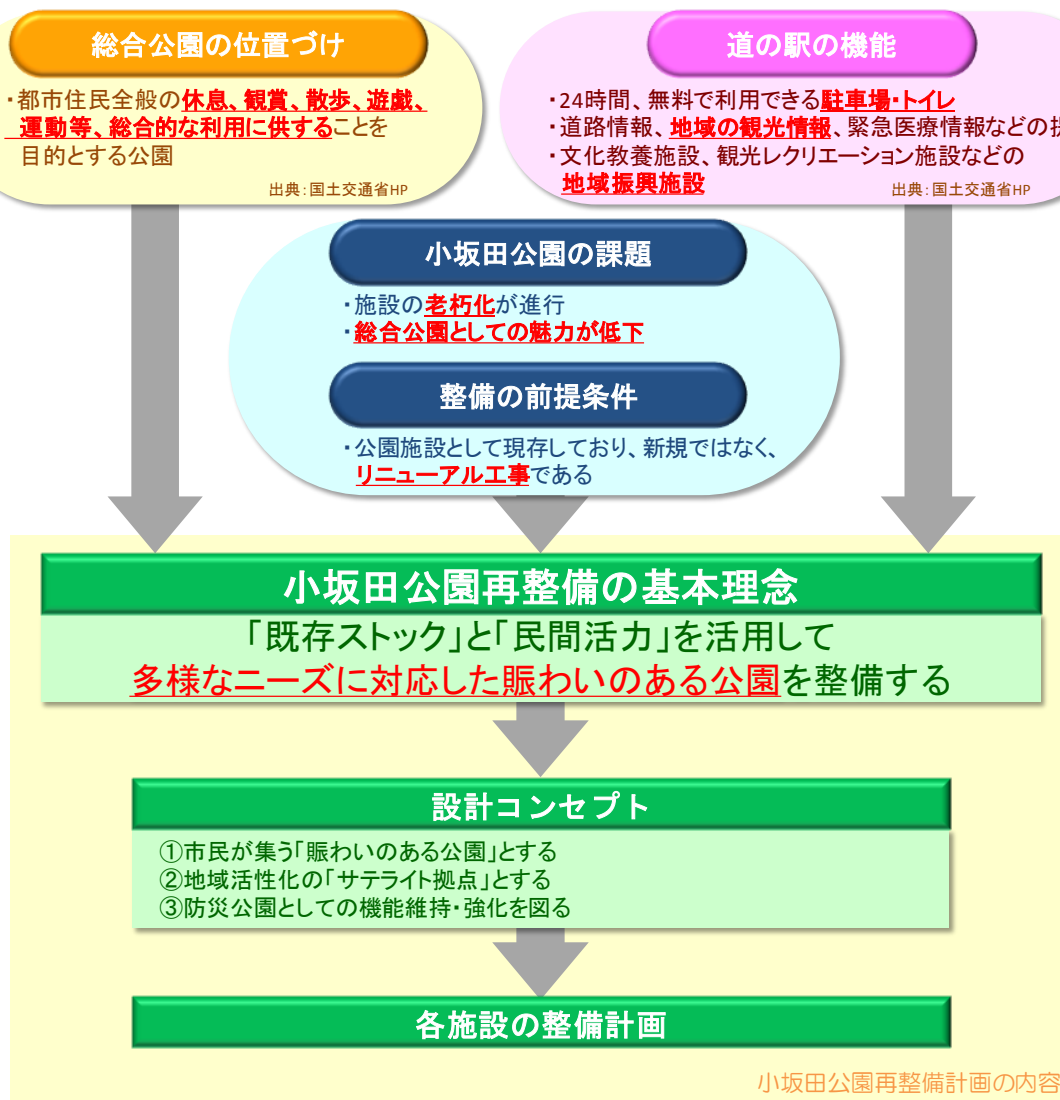 総合公園の位置づけ
・都市住民全般の休息、観賞、散歩、遊戯、
運動等、総合的な利用に供することを
目的とする公園
出典：国土交通省HP
道の駅の機能
・24時間、無料で利用できる駐車場・トイレ
・道路情報、地域の観光情報、緊急医療情報などの
・文化教養施設、観光レクリエーション施設などの
地域振興施設
出典：国土交通省HP
小坂田公園の課題
・施設の老朽化が進行
・総合公園としての魅力が低下
整備の前提条件
・公園施設として現存しており、新規ではなく、
リニューアル工事である
小坂田公園再整備の基本理念
「既存ストック」と「民間活力」を活用して
多様なニーズに対応した賑わいのある公園を整備する
設計コンセプト
①市民が集う「賑わいのある公園」とする
②地域活性化の「サテライト拠点」とする
③防災公園としての機能維持・強化を図る
各施設の整備計画
小坂田公園再整備計画の内容